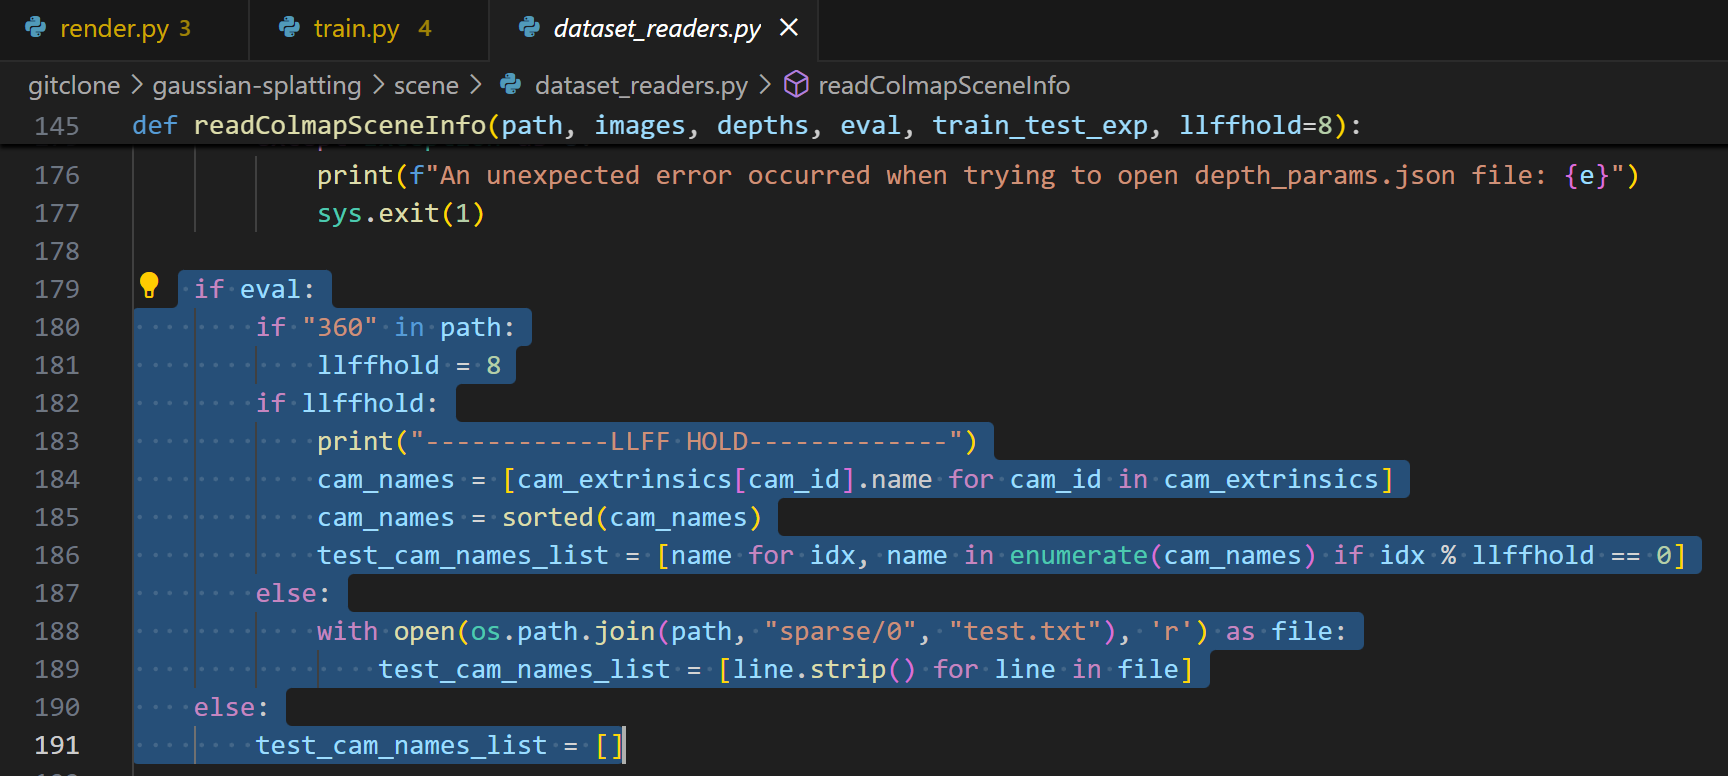 render.py 3 train.py 4 dataset_readers.py
gitclone > gaussian-splatting > scene > dataset_readers.py > readColmapSceneInfo
145 def readColmapSceneInfo(path, images, depths, eval, train_test_exp, llffhold=8):
176 print(f"An unexpected error occurred when trying to open depth_params.json file: {e}")
177 sys.exit(1)
178
179 if eval:
180 if "360" in path:
181 llffhold = 8
182 if llffhold:
183 print("------------LLFF HOLD-------------")
184 cam_names = [cam_extrinsics[cam_id].name for cam_id in cam_extrinsics]
185 cam_names = sorted(cam_names)
186 test_cam_names_list = [name for idx, name in enumerate(cam_names) if idx % llffhold == 0]
187 else:
188 with open(os.path.join(path, "sparse/0", "test.txt"), 'r') as file:
189 test_cam_names_list = [line.strip() for line in file]
190 else:
191 test_cam_names_list = []